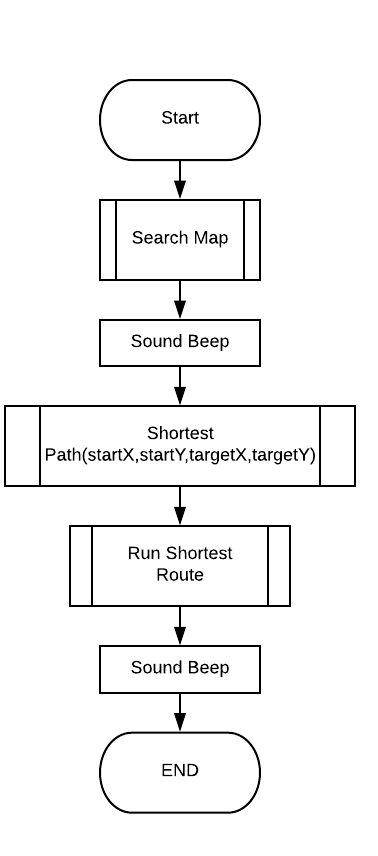 Start
Search Map
Sound Beep
Shortest
Path(startX,startY,targetX,targetY)
Run Shortest
Route
Sound Beep
END